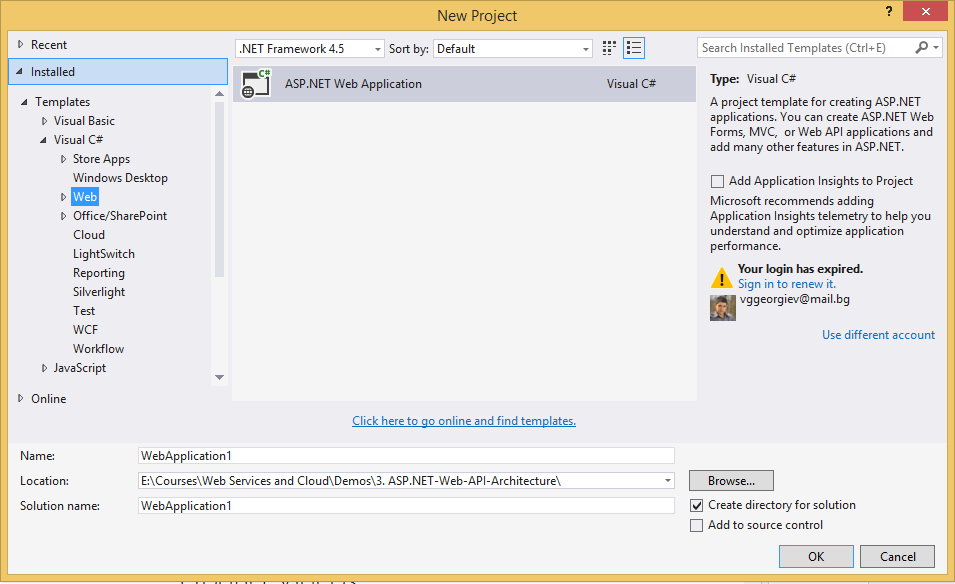 New Project
?
Recent
Installed
Templates
Visual Basic
Visual C#
Store Apps
Windows Desktop
Web
Office/SharePoint
Cloud
LightSwitch
Reporting
Silverlight
Test
WCF
Workflow
JavaScript
Online
.NET Framework 4.5
Sort by: Default
C#
ASP.NET Web Application Visual C#
Click here to go online and find templates.
Search Installed Templates (Ctrl+E)
Type: Visual C#
A project template for creating ASP.NET
applications. You can create ASP.NET Web
Forms, MVC, or Web API applications and
add many other features in ASP.NET.
Add Application Insights to Project
Microsoft recommends adding
Application Insights telemetry to help you
understand and optimize application
performance.
Your login has expired.
Sign in to renew it.
vggeorgiev@mail.bg
Use different account
Name: WebApplication1
Location: E:\Courses\Web Services and Cloud\Demos\3. ASP.NET-Web-API-Architecture\
Browse...
Solution name: WebApplication1
Create directory for solution
Add to source control
OK Cancel